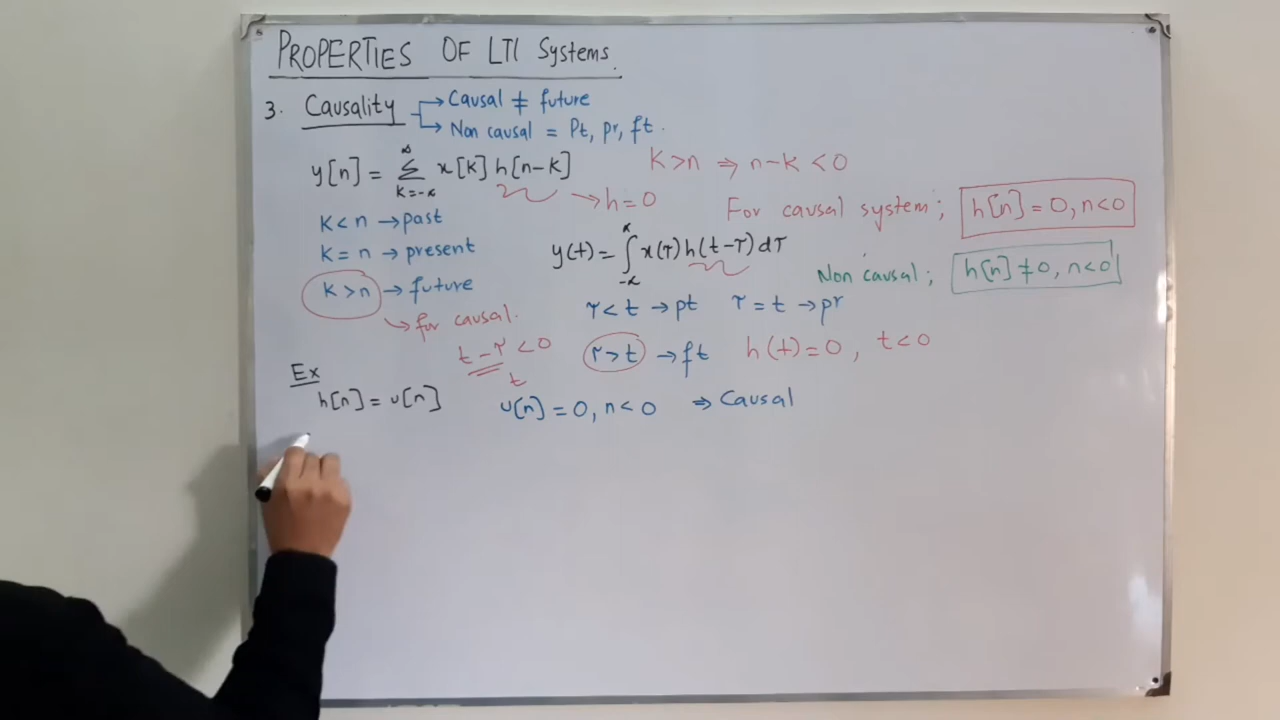 PROPERTIES OF LTI Systems.
3. Causality → Causal ≠ future
→ Non causal = Pt, pr, ft.
y[n] = ∞ Σ K=-∞ x[k] h[n-k]
K>n ⇒ n-k < 0
→ h=0
For causal system; h[n] = 0, n<0
K<n → past
K=n → present
K>n → future
→ for causal.
y(t) = ∫ ∞ -∞ x(τ) h(t-τ) dτ
Non causal; h[n] ≠ 0, n<0
τ<t → pt τ=t → pr
t-τ < 0
t
τ>t → ft h(t)=0, t<0
Ex
h[n] = u[n] u[n] = 0, n<0 ⇒ Causal